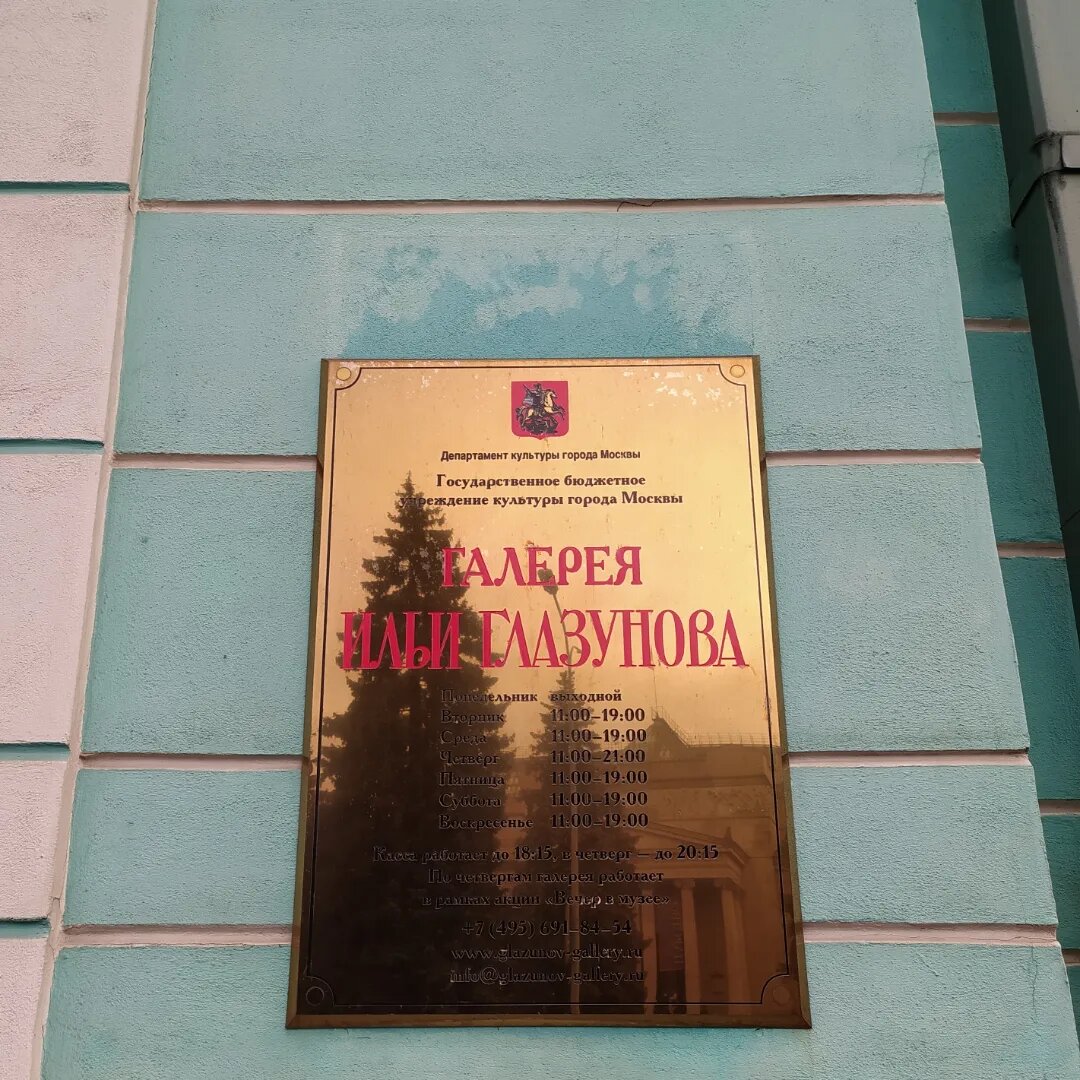 Департамент культуры города Москвы
Государственное бюджетное
учреждение культуры города Москвы
ГАЛЕРЕЯ
ИЛЬИ ГЛАЗУНОВА
Понедельник выходной
Вторник 11:00–19:00
Среда 11:00–19:00
Четверг 11:00–21:00
Пятница 11:00–19:00
Суббота 11:00–19:00
Воскресенье 11:00–19:00
Касса работает до 18:15, в четверг — до 20:15
По четвергам галерея работает
в рамках акции «Вечер в музее»
+7 (495) 691–84–54
www.glazunov-gallery.ru
info@glazunov-gallery.ru